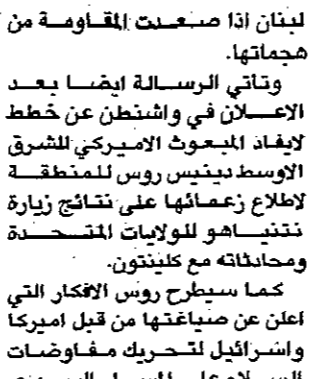 لبنان اذا صعدت المقاومة من
هجماتها.
وتأتي الرسالة ايضا بعد
الاعلان في واشنطن عن خطط
لايفاد المبعوث الاميركي للشرق
الاوسط دينيس روس للمنطقة
لاطلاع زعمائها على نتائج زيارة
نتنياهو للولايات المتحدة
ومحادثاته مع كلينتون.
كما سيطرح روس الافكار التي
اعلن عن صياغتها من قبل اميركا
واسرائيل لتحريك مفاوضات